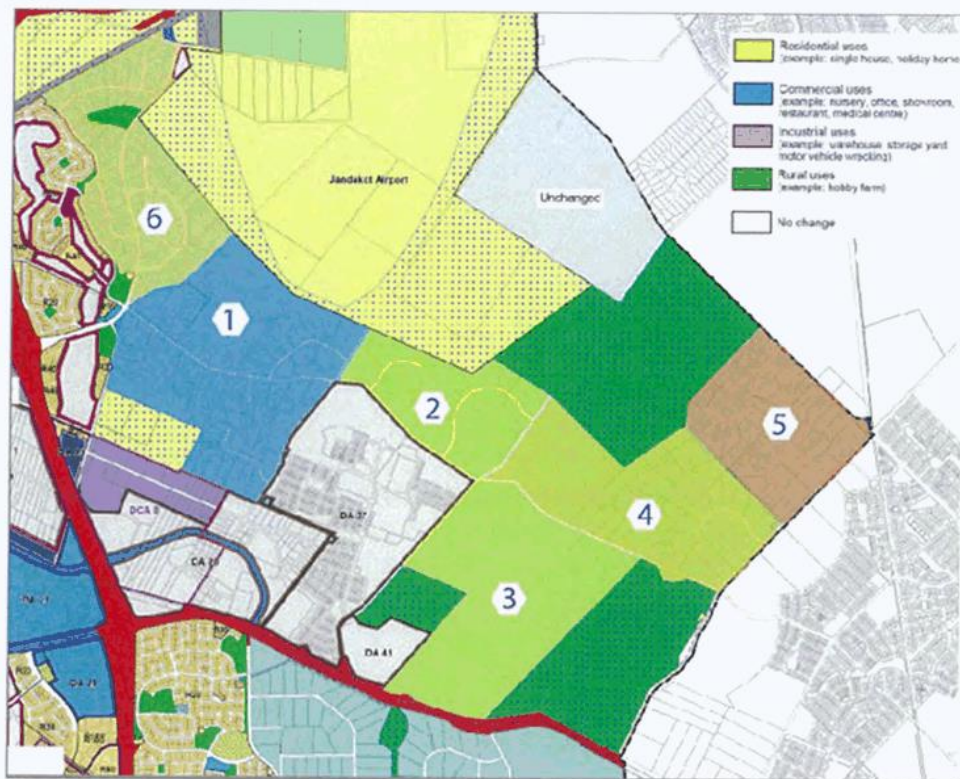 Residential uses
(example: single house, holiday home
Commercial uses
(example: nursery, office, showroom,
restaurant, medical centre)
Industrial uses
(example: warehouse, storage yard
motor vehicle wrecking)
Rural uses
(example: hobby farm)
No change
Jandakot Airport
Unchanged
6
1
2
5
4
3
DA 37
DCA 8
DA 41
R20
R40